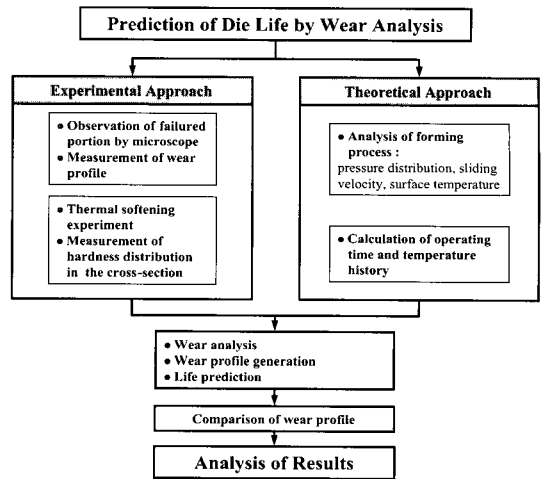 Prediction of Die Life by Wear Analysis
Experimental Approach
• Observation of failured
portion by microscope
• Measurement of wear
profile
• Thermal softening
experiment
• Measurement of
hardness distribution
in the cross-section
Theoretical Approach
• Analysis of forming
process :
pressure distribution, sliding
velocity, surface temperature
• Calculation of operating
time and temperature
history
• Wear analysis
• Wear profile generation
• Life prediction
Comparison of wear profile
Analysis of Results